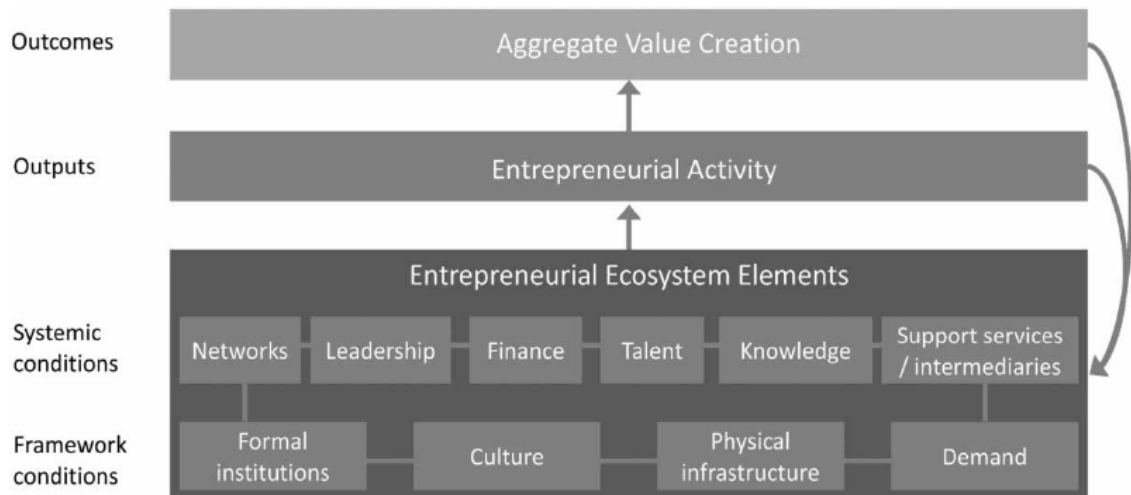 Outcomes
Aggregate Value Creation
Outputs
Entrepreneurial Activity
Entrepreneurial Ecosystem Elements
Systemic
conditions
Networks
Leadership
Finance
Talent
Knowledge
Support services
/ intermediaries
Framework
conditions
Formal
institutions
Culture
Physical
infrastructure
Demand